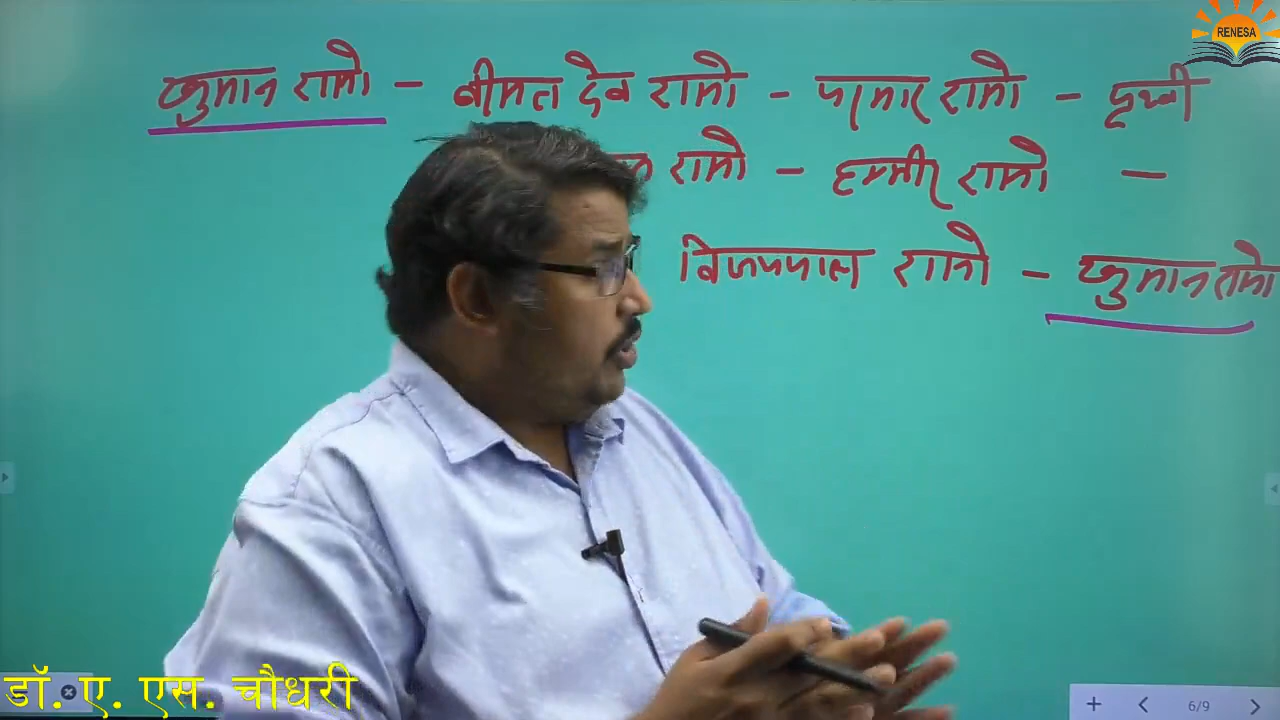 RENESA
खुमान रासो - बीसल देव रासो - परमार रासो - पृथ्वी
रासो - हम्मीर रासो -
विजयपाल रासो - खुमान रासो
डॉ. ए. एस. चौधरी
6/9